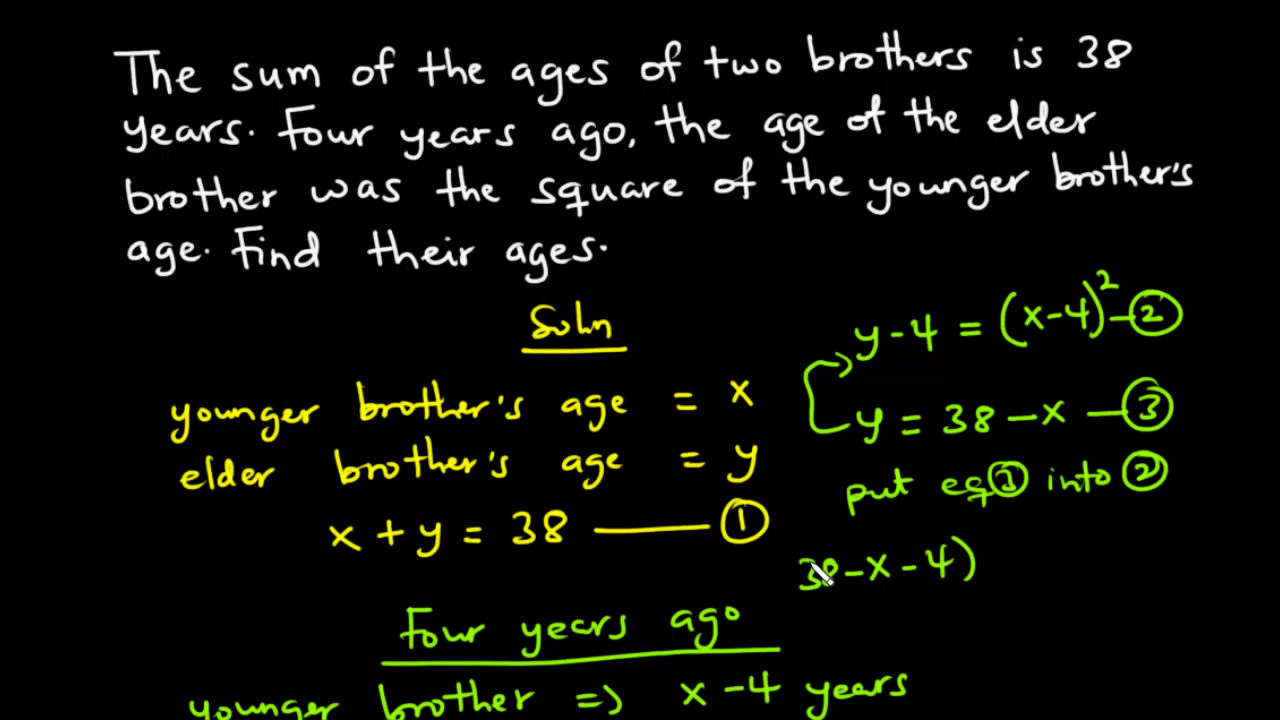 The sum of the ages of two brothers is 38
years. Four years ago, the age of the elder
brother was the square of the younger brother's
age. Find their ages.
Soln
younger brother's age = x
elder brother's age = y
x + y = 38 —— ①
Four years ago
younger brother => x - 4 years
y - 4 = (x - 4)² - ②
y = 38 - x - ③
put eq ③ into ②
38 - x - 4)